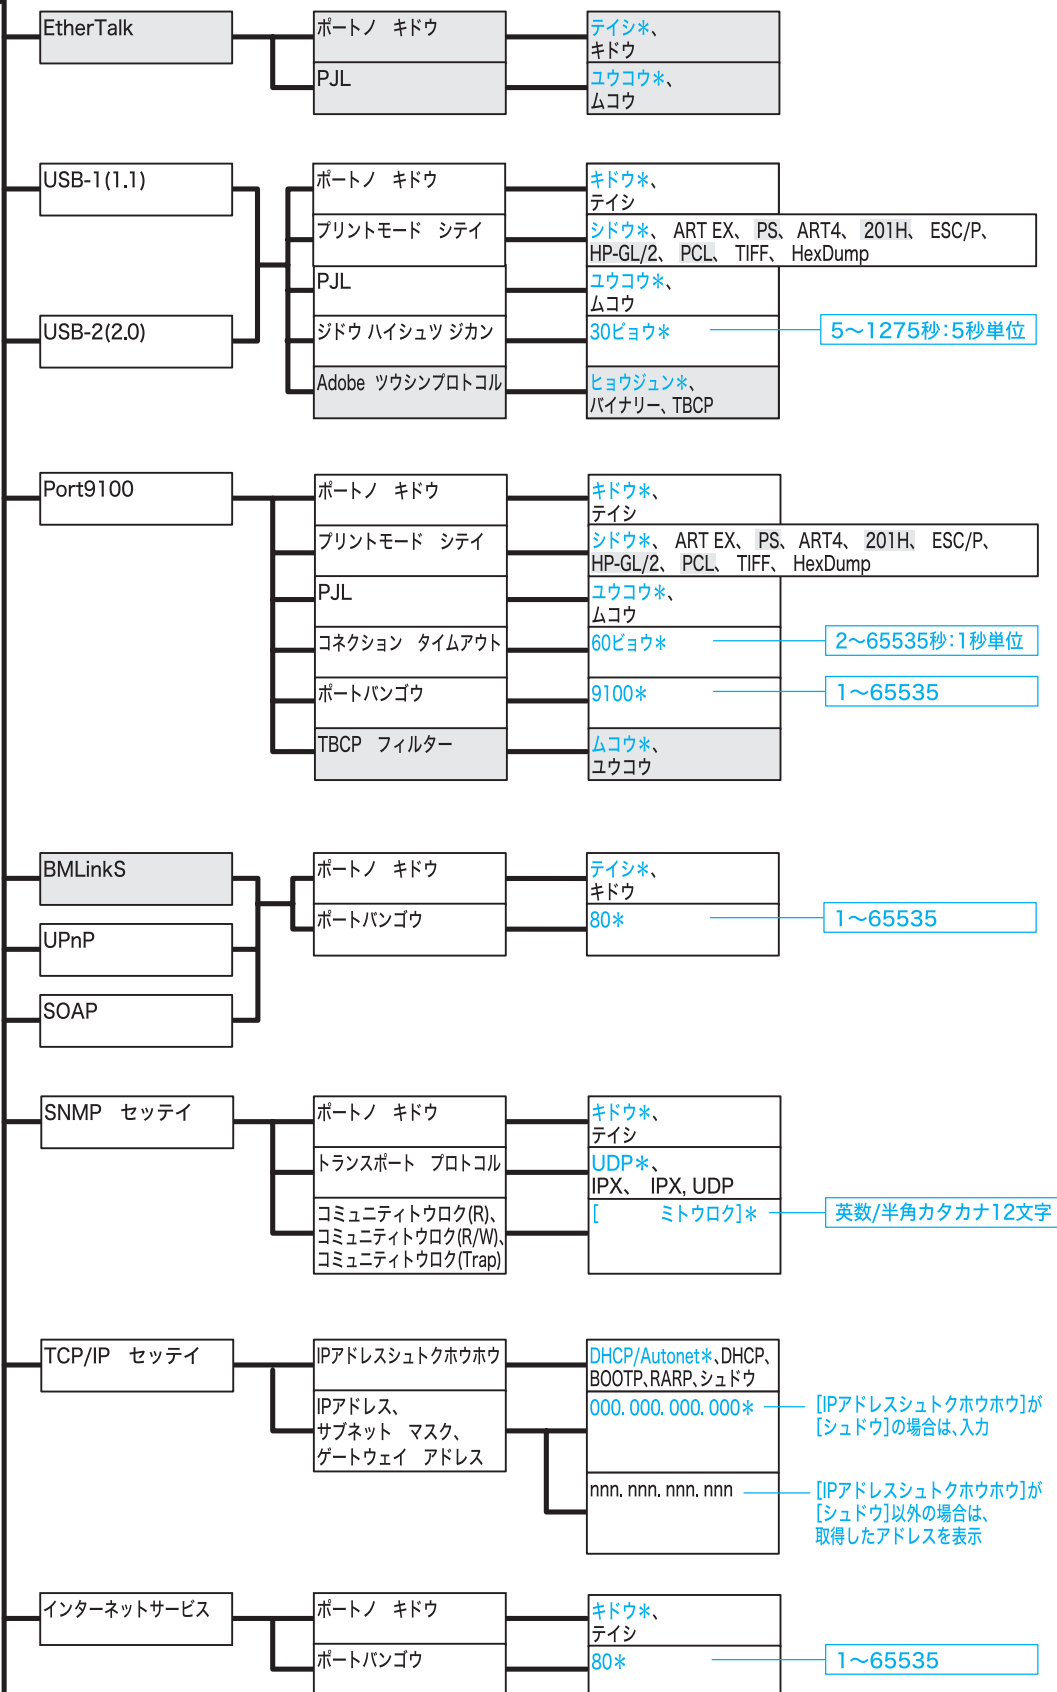 EtherTalk
ポートノ　キドウ
テイシ＊、
キドウ
PJL
ユウコウ＊、
ムコウ
USB-1(1.1)
USB-2(2.0)
ポートノ　キドウ
キドウ＊、
テイシ
プリントモード　シテイ
シドウ＊、 ART EX、 PS、 ART4、 201H、 ESC/P、
HP-GL/2、 PCL、 TIFF、 HexDump
PJL
ユウコウ＊、
ムコウ
ジドウ ハイシュツ ジカン
30ビョウ＊
5〜1275秒：5秒単位
Adobe ツウシンプロトコル
ヒョウジュン＊、
バイナリー、TBCP
Port9100
ポートノ　キドウ
キドウ＊、
テイシ
プリントモード　シテイ
シドウ＊、 ART EX、 PS、 ART4、 201H、 ESC/P、
HP-GL/2、 PCL、 TIFF、 HexDump
PJL
ユウコウ＊、
ムコウ
コネクション　タイムアウト
60ビョウ＊
2〜65535秒：1秒単位
ポートバンゴウ
9100＊
1〜65535
TBCP　フィルター
ムコウ＊、
ユウコウ
BMLinkS
UPnP
SOAP
ポートノ　キドウ
テイシ＊、
キドウ
ポートバンゴウ
80＊
1〜65535
SNMP　セッテイ
ポートノ　キドウ
キドウ＊、
テイシ
トランスポート　プロトコル
UDP＊、
IPX、 IPX, UDP
コミュニティトウロク(R)、
コミュニティトウロク(R/W)、
コミュニティトウロク(Trap)
[　　　ミトウロク]＊
英数/半角カタカナ12文字
TCP/IP　セッテイ
IPアドレスシュトクホウホウ
DHCP/Autonet＊、DHCP、
BOOTP、RARP、シュドウ
IPアドレス、
サブネット　マスク、
ゲートウェイ　アドレス
000. 000. 000. 000＊
[IPアドレスシュトクホウホウ]が
[シュドウ]の場合は、入力
nnn. nnn. nnn. nnn
[IPアドレスシュトクホウホウ]が
[シュドウ]以外の場合は、
取得したアドレスを表示
インターネットサービス
ポートノ　キドウ
キドウ＊、
テイシ
ポートバンゴウ
80＊
1〜65535